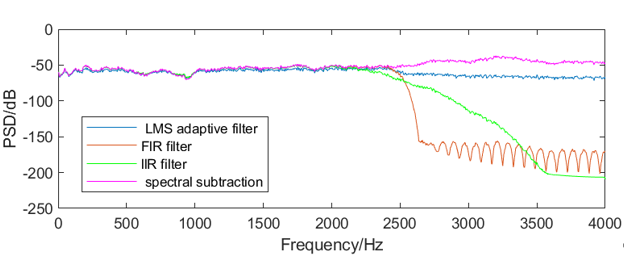 0
-50
-100
-150
-200
-250
PSD/dB
LMS adaptive filter
FIR filter
IIR filter
spectral subtraction
0 500 1000 1500 2000 2500 3000 3500 4000
Frequency/Hz